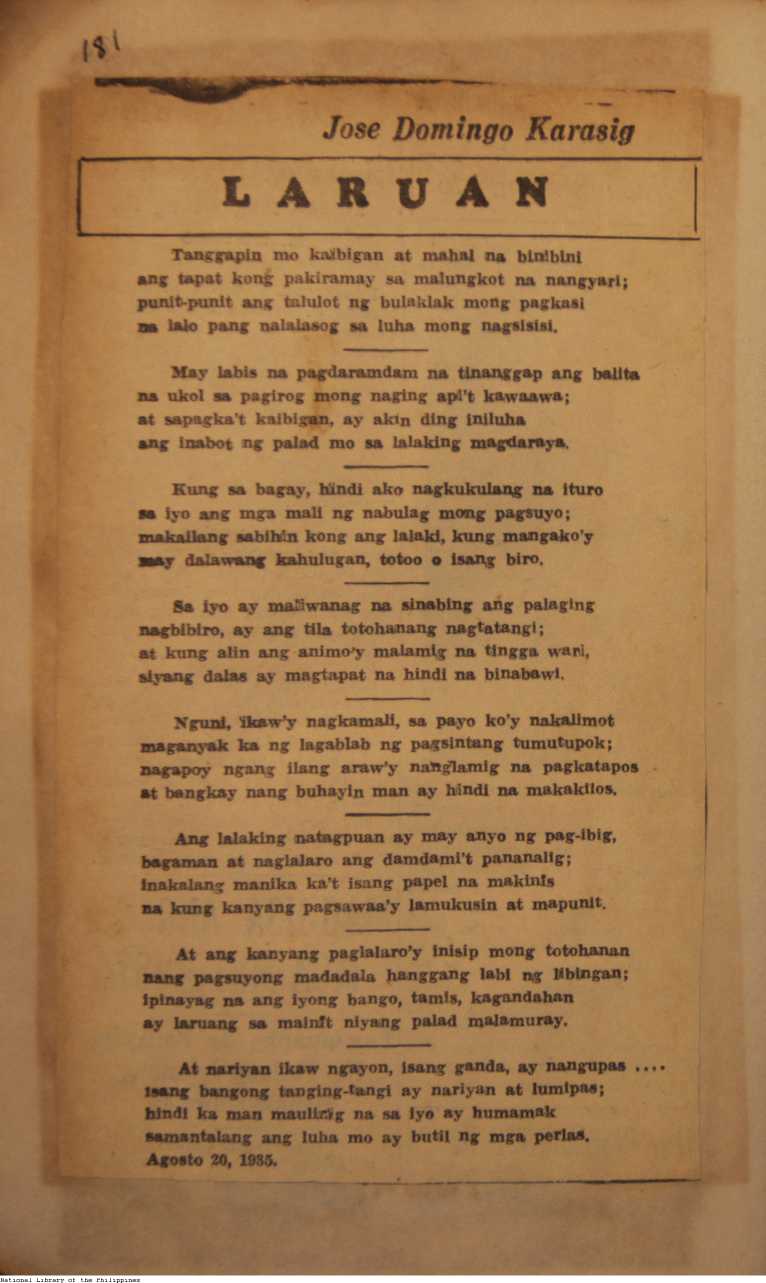 181
Jose Domingo Karasig
LARUAN
Tanggapin mo kaibigan at mahal na binibini
ang tapat kong pakiramay sa malungkot na nangyari;
punit-punit ang talulot ng bulaklak mong pagkasi
na lalo pang nalalasog sa luha mong nagsisisi.
May labis na pagdaramdam na tinanggap ang balita
na ukol sa pagirog mong naging api't kawaawa;
at sapagka't kaibigan, ay akin ding iniluha
ang inabot ng palad mo sa lalaking magdaraya.
Kung sa bagay, hindi ako nagkukulang na ituro
sa iyo ang mga mali ng nabulag mong pagsuyo;
makailang sabihin kong ang lalaki, kung mangako'y
may dalawang kahulugan, totoo o isang biro.
Sa iyo ay maliwanag na sinabing ang palaging
nagbibiro, ay ang tila totohanang nagtatangi;
at kung alin ang animo'y malamig na tingga wari,
siyang dalas ay magtapat na hindi na binabawi.
Nguni, ikaw'y nagkamali, sa payo ko'y nakalimot
maganyak ka ng lagablab ng pagsintang tumutupok;
nagapoy ngang ilang araw'y nanglamig na pagkatapos
at bangkay nang buhayin man ay hindi na makakilos.
Ang lalaking natagpuan ay may anyo ng pag-ibig,
bagaman at naglalaro ang damdami't pananalig;
inakalang manika ka't isang papel na makinis
na kung kanyang pagsawaa'y lamukusin at mapunit.
At ang kanyang paglalaro'y inisip mong totohanan
nang pagsuyong madadala hanggang labi ng libingan;
ipinayag na ang iyong bango, tamis, kagandahan
ay laruang sa mainit niyang palad malamuray.
At nariyan ikaw ngayon, isang ganda, ay nangupas ....
isang bangong tanging-tangi ay nariyan at lumipas;
hindi ka man maulinig na sa iyo ay humamak
samantalang ang luha mo ay butil ng mga perlas.
Agosto 20, 1935.
National Library of the Philippines